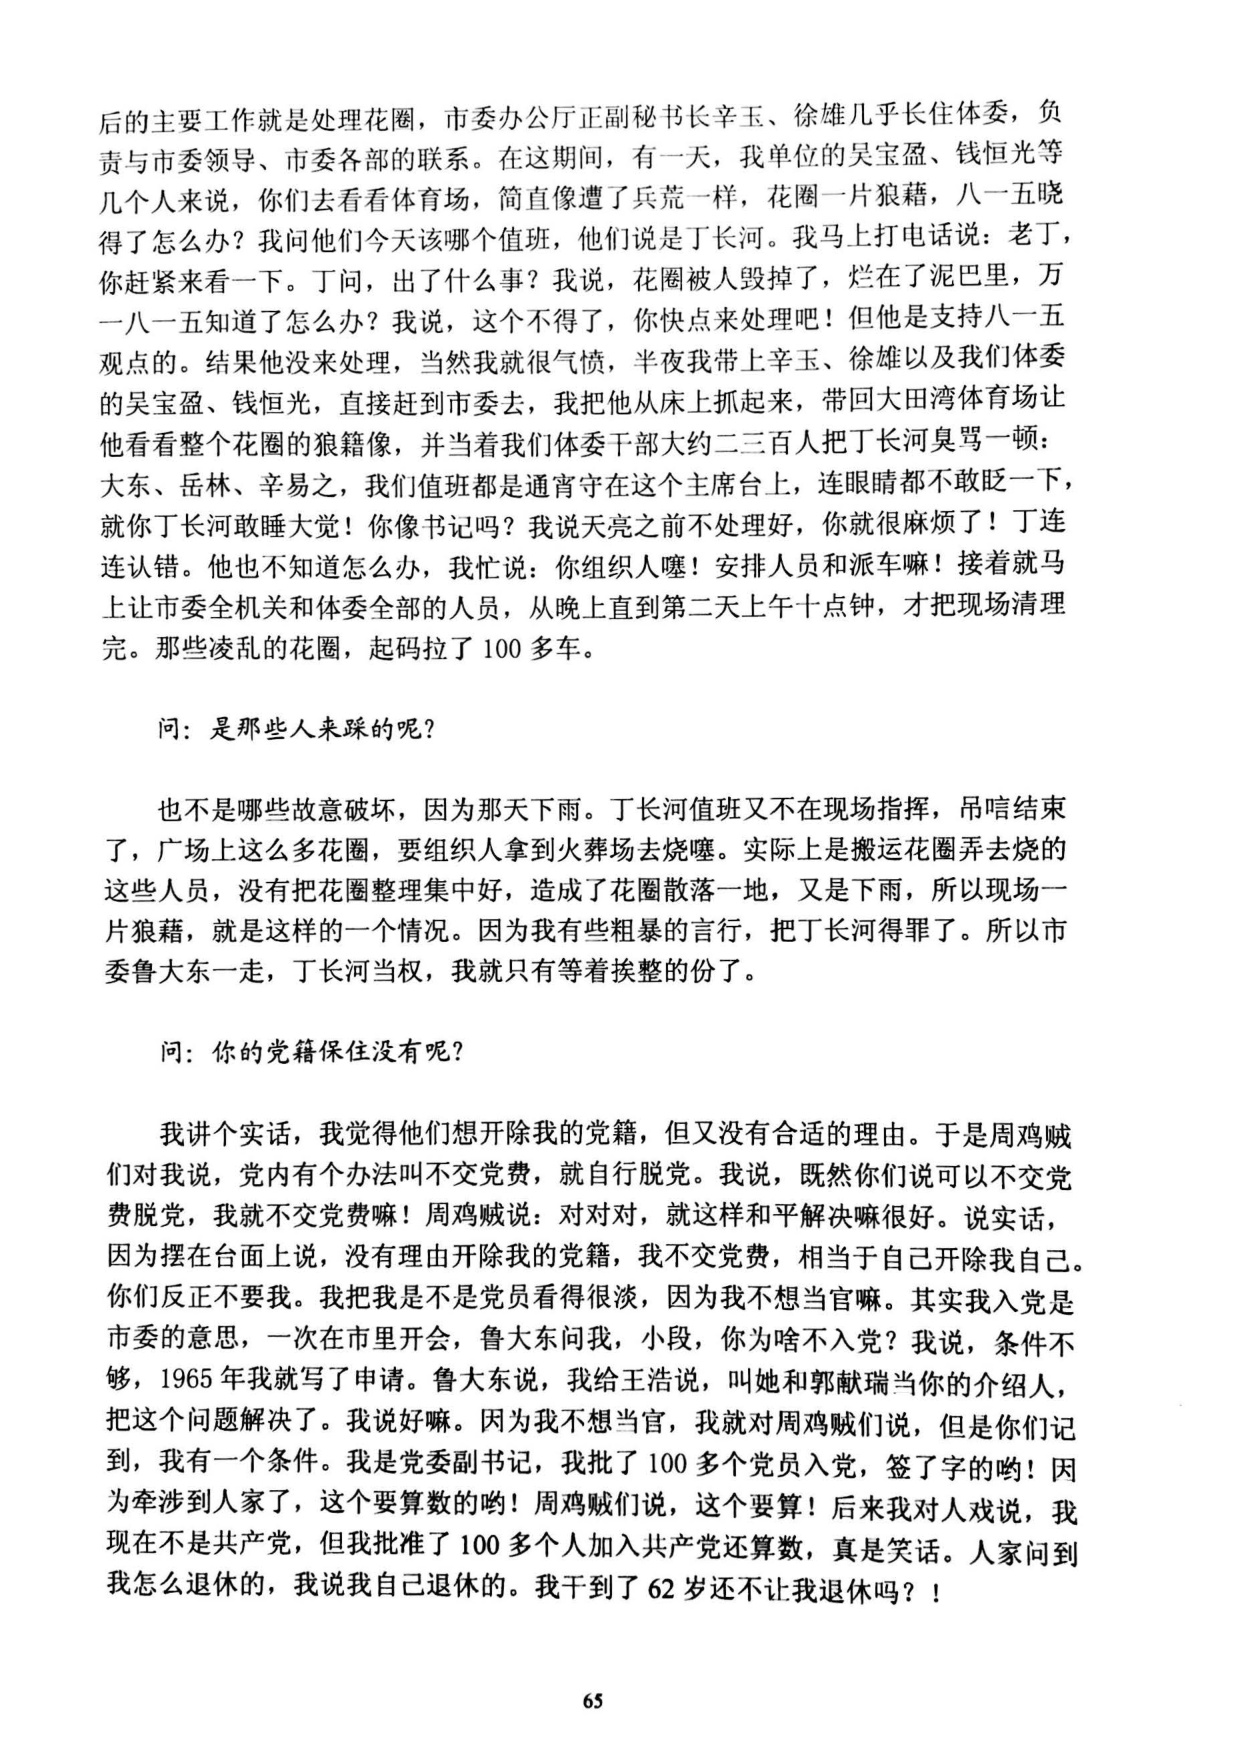 后的主要工作就是处理花圈，市委办公厅正副秘书长辛玉、徐雄几乎长住体委，负
责与市委领导、市委各部的联系。在这期间，有一天，我单位的吴宝盈、钱恒光等
几个人来说，你们去看看体育场，简直像遭了兵荒一样，花圈一片狼藉，八一五晓
得了怎么办？我问他们今天该哪个值班，他们说是丁长河。我马上打电话说：老丁，
你赶紧来看一下。丁问，出了什么事？我说，花圈被人毁掉了，烂在了泥巴里，万
一八一五知道了怎么办？我说，这个不得了，你快点来处理吧！但他是支持八一五
观点的。结果他没来处理，当然我就很气愤，半夜我带上辛玉、徐雄以及我们体委
的吴宝盈、钱恒光，直接赶到市委去，我把他从床上抓起来，带回大田湾体育场让
他看看整个花圈的狼籍像，并当着我们体委干部大约二三百人把丁长河臭骂一顿：
大东、岳林、辛易之，我们值班都是通宵守在这个主席台上，连眼睛都不敢眨一下，
就你丁长河敢睡大觉！你像书记吗？我说天亮之前不处理好，你就很麻烦了！丁连
连认错。他也不知道怎么办，我忙说：你组织人噻！安排人员和派车嘛！接着就马
上让市委全机关和体委全部的人员，从晚上直到第二天上午十点钟，才把现场清理
完。那些凌乱的花圈，起码拉了 100 多车。
问：是那些人来踩的呢？
也不是哪些故意破坏，因为那天下雨。丁长河值班又不在现场指挥，吊唁结束
了，广场上这么多花圈，要组织人拿到火葬场去烧噻。实际上是搬运花圈弄去烧的
这些人员，没有把花圈整理集中好，造成了花圈散落一地，又是下雨，所以现场一
片狼藉，就是这样的一个情况。因为我有些粗暴的言行，把丁长河得罪了。所以市
委鲁大东一走，丁长河当权，我就只有等着挨整的份了。
问：你的党籍保住没有呢？
我讲个实话，我觉得他们想开除我的党籍，但又没有合适的理由。于是周鸡贼
们对我说，党内有个办法叫不交党费，就自行脱党。我说，既然你们说可以不交党
费脱党，我就不交党费嘛！周鸡贼说：对对对，就这样和平解决嘛很好。说实话，
因为摆在台面上说，没有理由开除我的党籍，我不交党费，相当于自己开除我自己。
你们反正不要我。我把我是不是党员看得很淡，因为我不想当官嘛。其实我入党是
市委的意思，一次在市里开会，鲁大东问我，小段，你为啥不入党？我说，条件不
够，1965 年我就写了申请。鲁大东说，我给王浩说，叫她和郭献瑞当你的介绍人，
把这个问题解决了。我说好嘛。因为我不想当官，我就对周鸡贼们说，但是你们记
到，我有一个条件。我是党委副书记，我批了 100 多个党员入党，签了字的哟！因
为牵涉到人家了，这个要算数的哟！周鸡贼们说，这个要算！后来我对人戏说，我
现在不是共产党，但我批准了 100 多个人加入共产党还算数，真是笑话。人家问到
我怎么退休的，我说我自己退休的。我干到了 62 岁还不让我退休吗？！
65